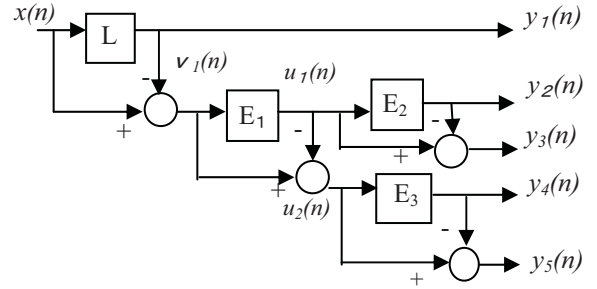 x(n) L y₁(n)
- v₁(n) u₁(n)
+ E₁ E₂ y₂(n)
- - + y₃(n)
+ u₂(n) E₃ y₄(n)
- + y₅(n)